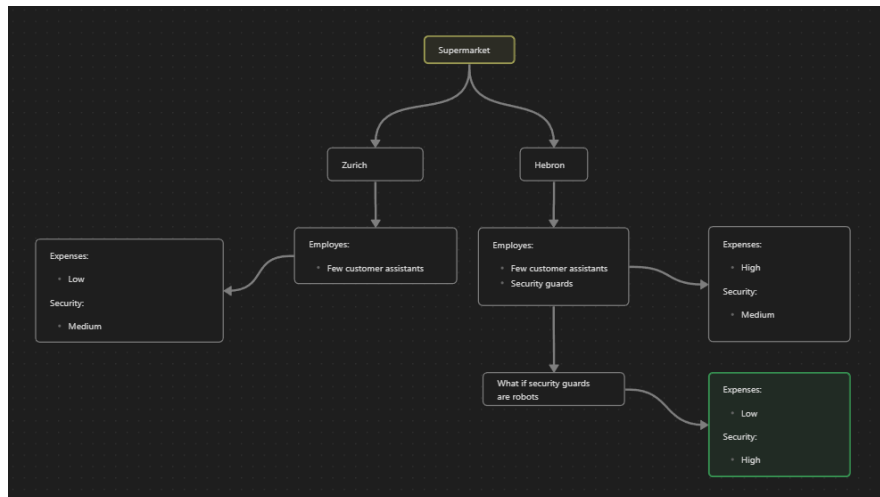 Supermarket
Zurich
Hebron
Employes:
• Few customer assistants
Expenses:
• Low
Security:
• Medium
Employes:
• Few customer assistants
• Security guards
Expenses:
• High
Security:
• Medium
What if security guards
are robots
Expenses:
• Low
Security:
• High